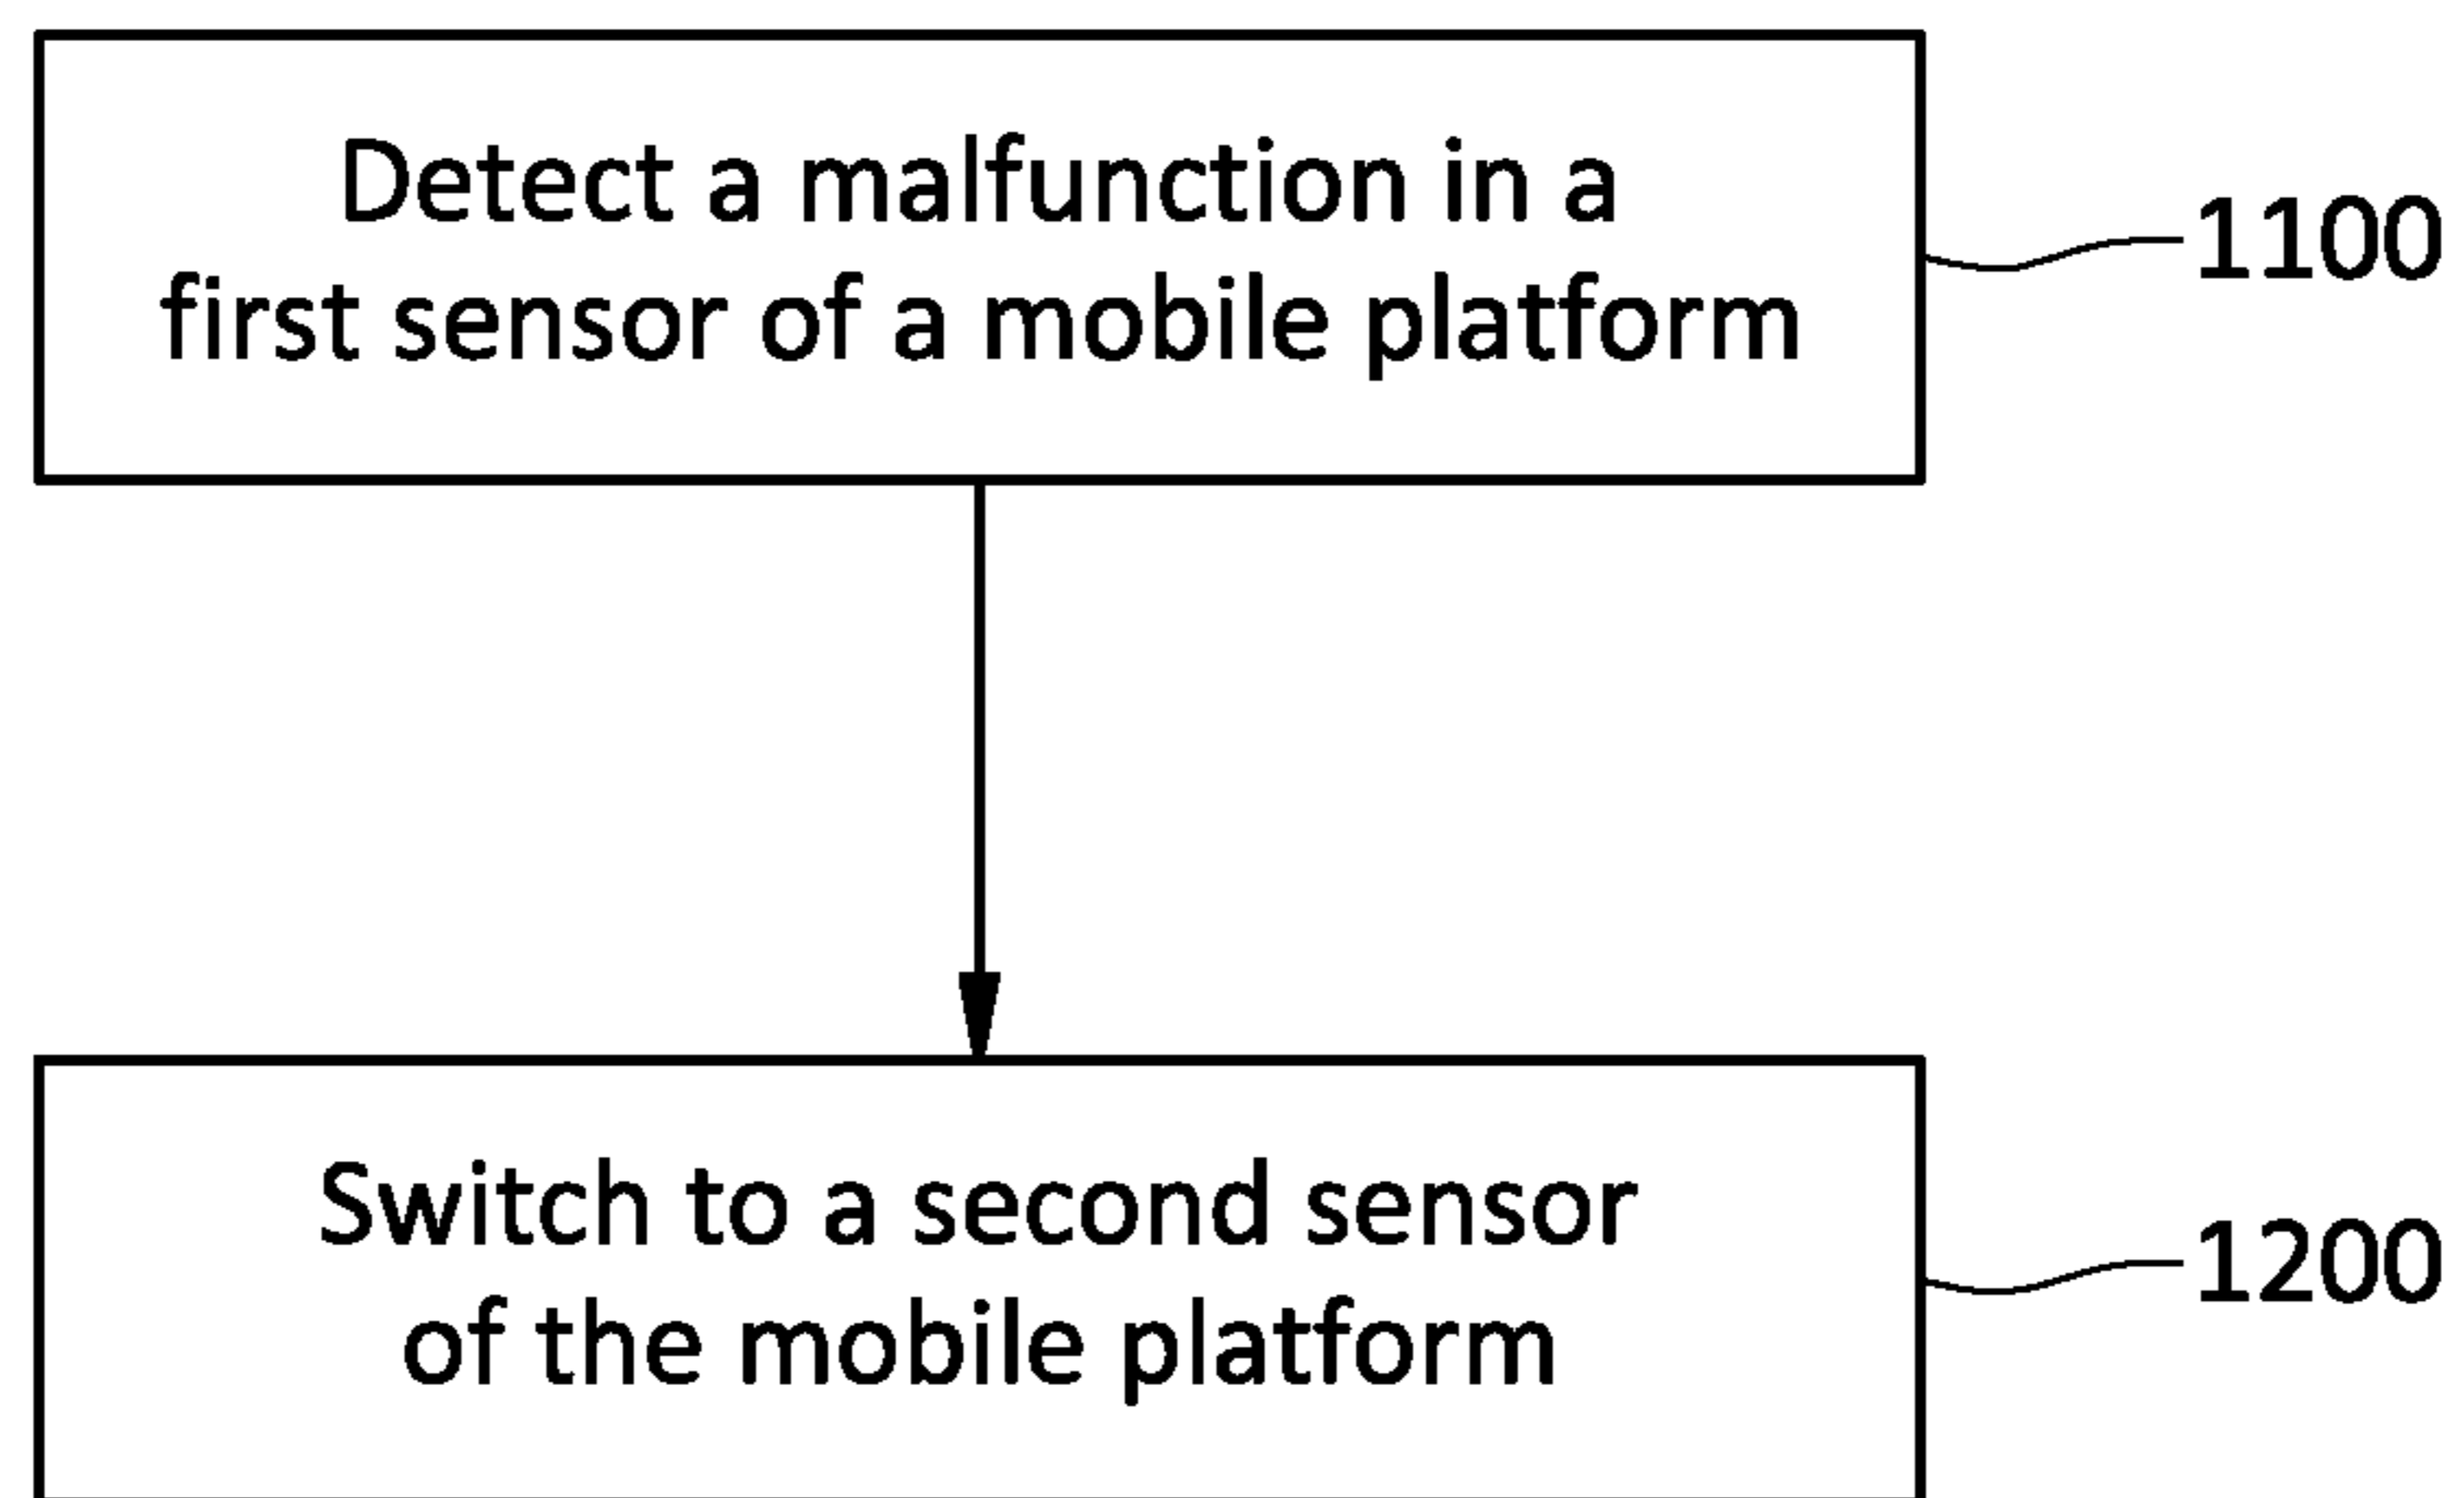 Detect a malfunction in a
first sensor of a mobile platform
1100
Switch to a second sensor
of the mobile platform
1200